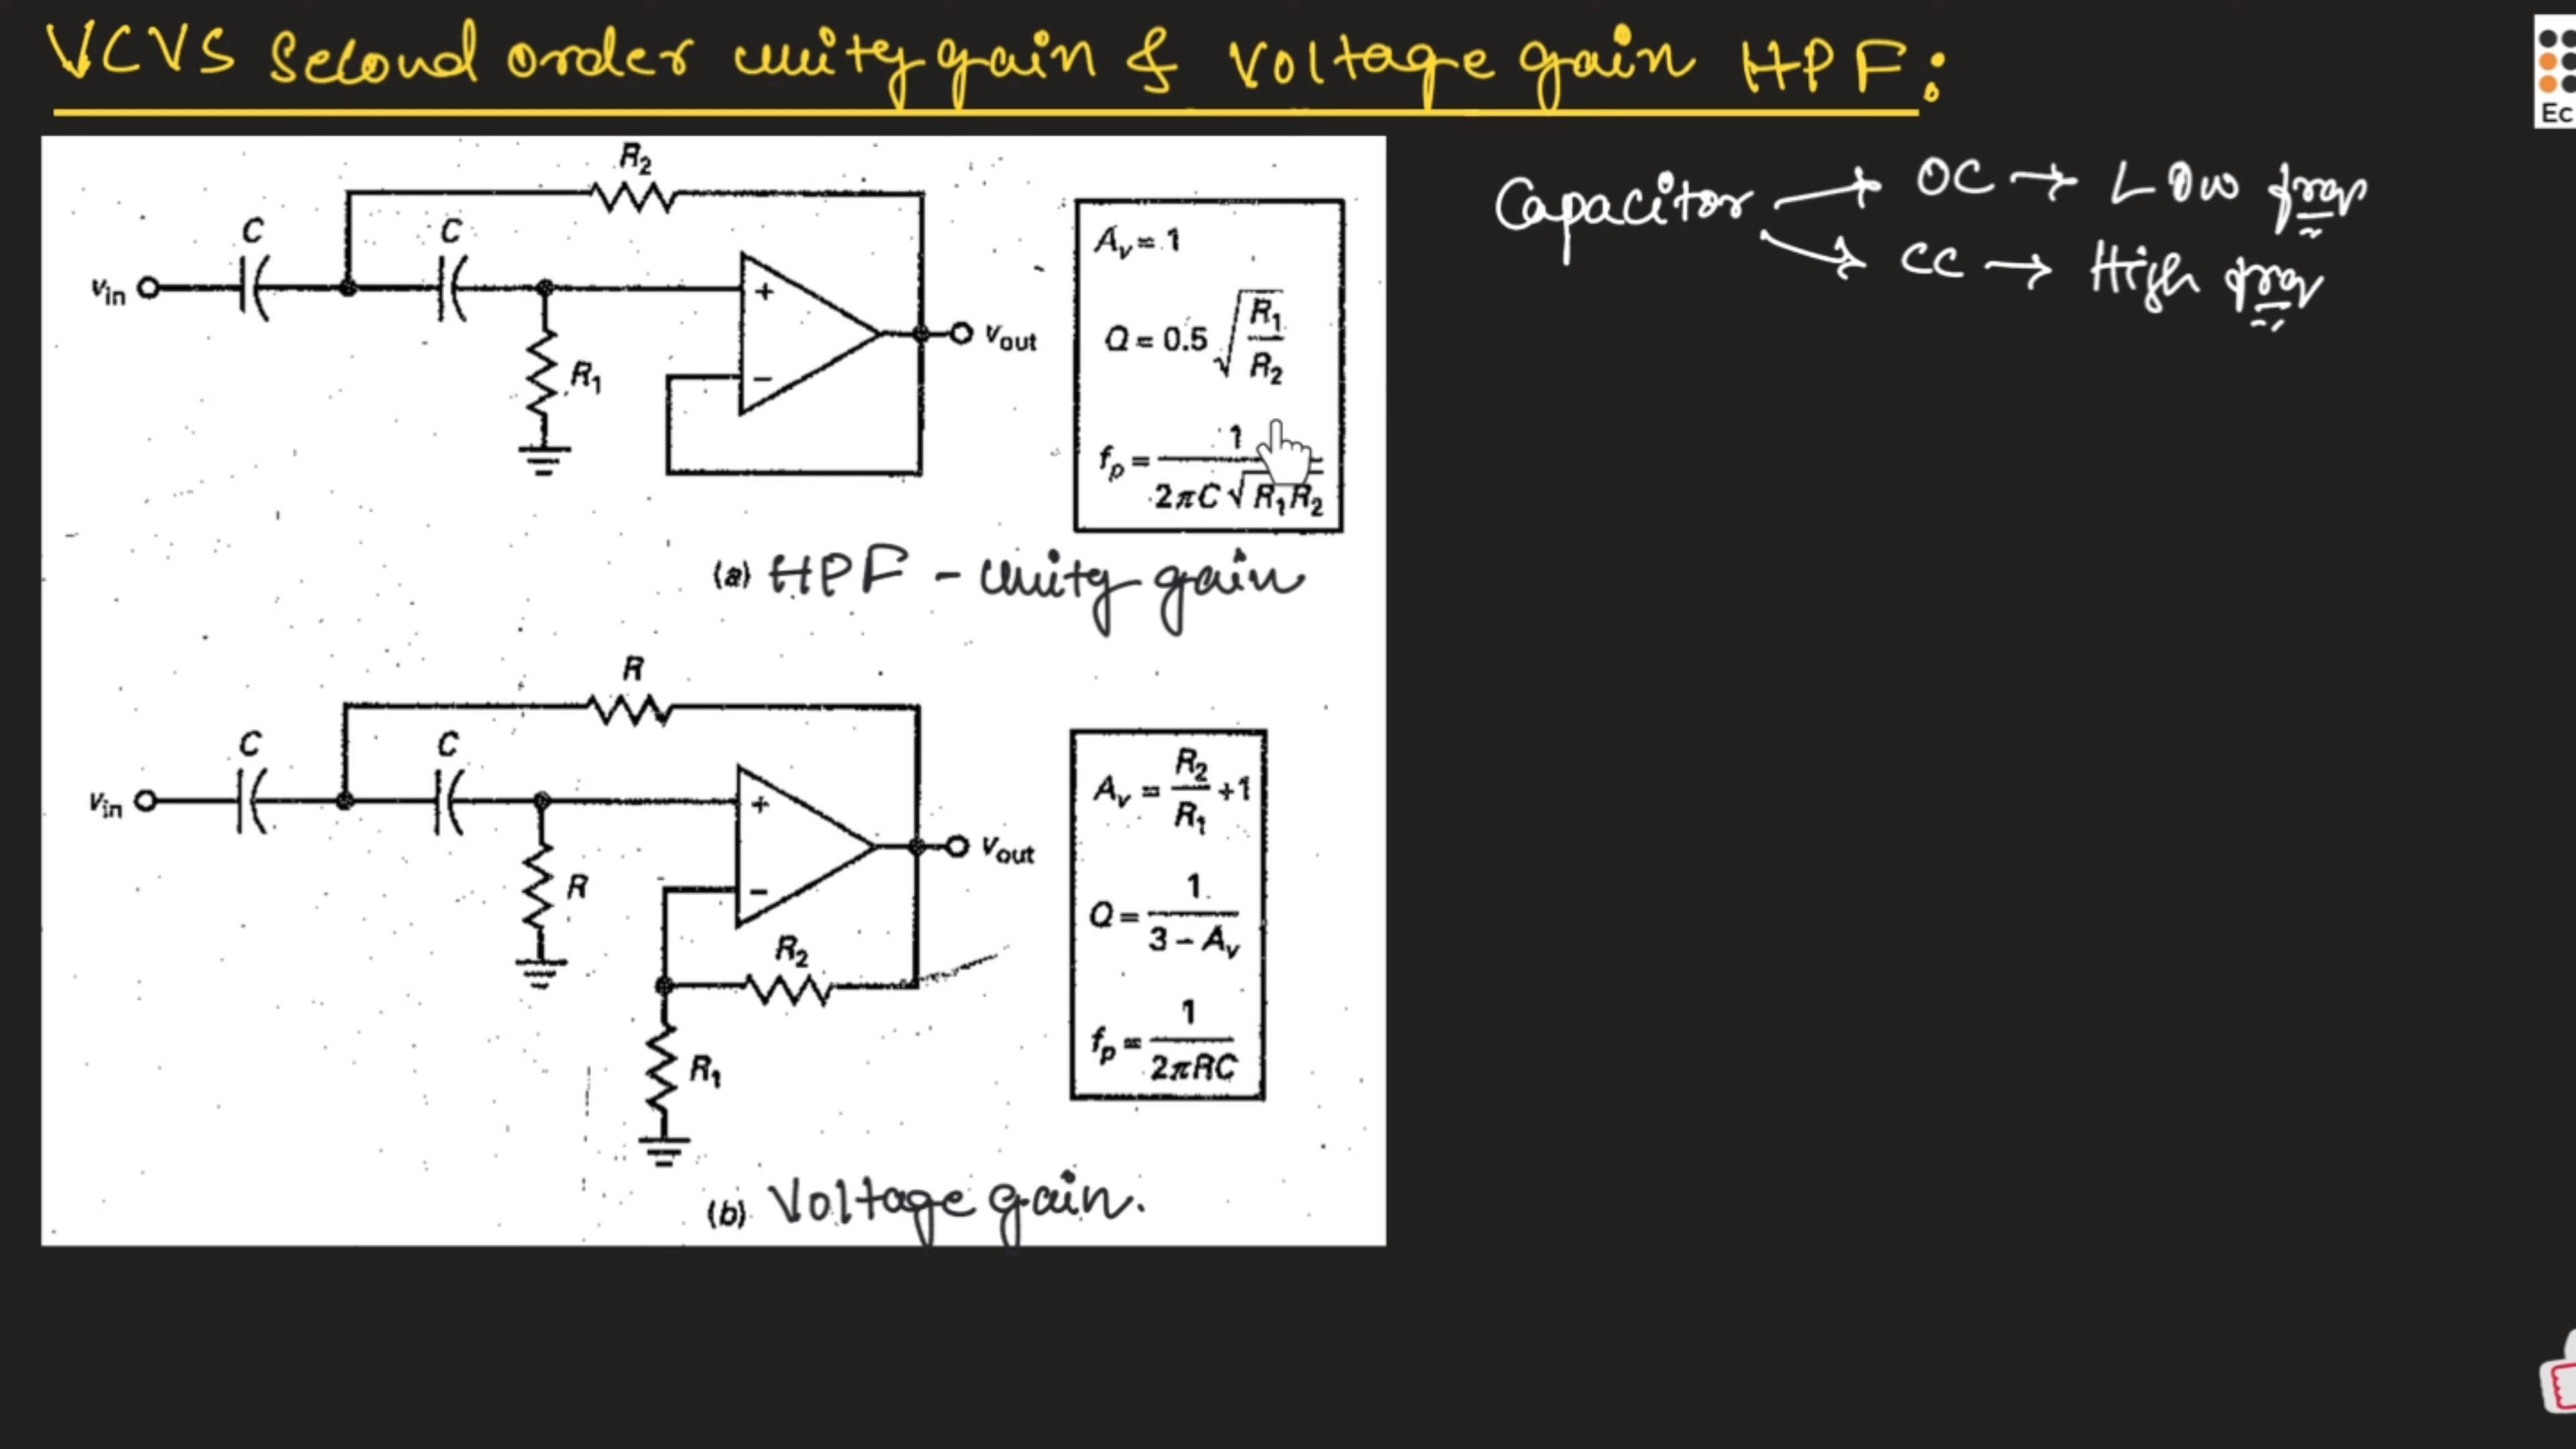 VCVS Second order unity gain & voltage gain HPF:
Ec
Capacitor → OC → Low freq
→ CC → High freq
R2
C
C
vin
+
−
vout
R1
Av = 1
Q = 0.5 √(R1/R2)
fp = 1/(2πC√(R1R2))
(a) HPF - unity gain
R
C
C
vin
+
−
vout
R
R2
R1
Av = R2/R1 + 1
Q = 1/(3 − Av)
fp = 1/(2πRC)
(b) Voltage gain.